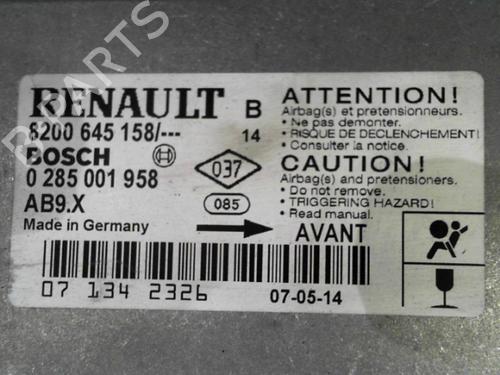 RENAULT
B
8200 645 158/---
14
BOSCH
037
0 285 001 958
AB9.X
085
Made in Germany
AVANT
07 134 2326
07-05-14
ATTENTION!
Airbag(s) et pretensionneurs.
• Ne pas demonter.
• RISQUE DE DECLENCHEMENT!
• Consulter la notice.
CAUTION!
Airbag(s) and pretensioners.
• Do not remove.
• TRIGGERING HAZARD!
• Read manual.
PARTS